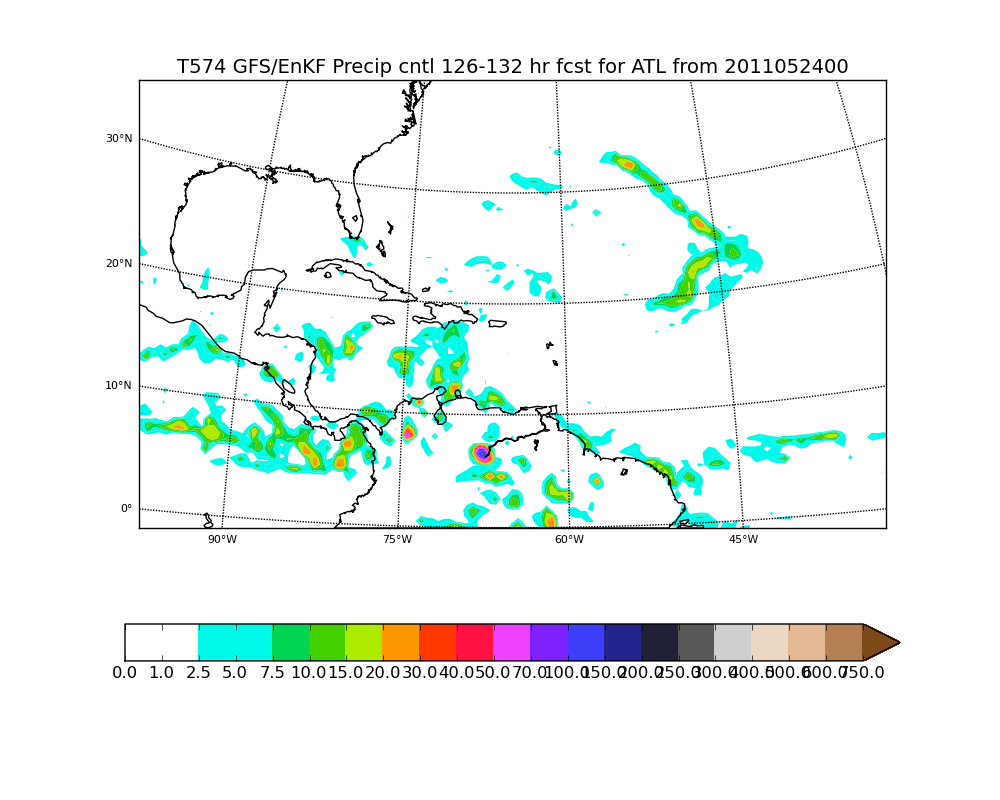 T574 GFS/EnKF Precip cntl 126-132 hr fcst for ATL from 2011052400
30°N
20°N
10°N
0°
90°W 75°W 60°W 45°W
0.0 1.0 2.5 5.0 7.5 10.0 15.0 20.0 30.0 40.0 50.0 70.0 100.0 150.0 200.0 250.0 300.0 400.0 500.0 600.0 750.0